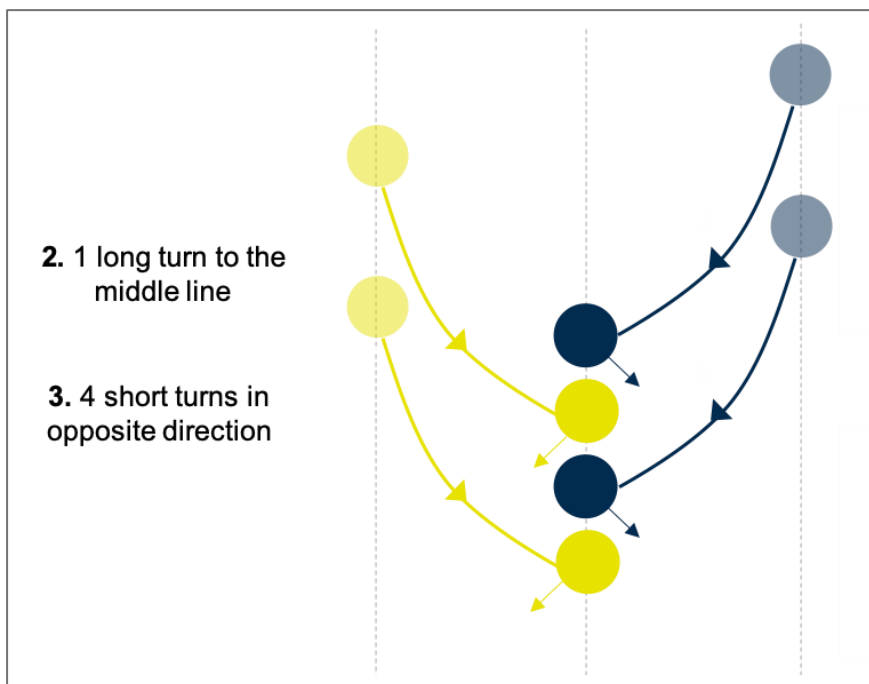 2. 1 long turn to the
middle line
3. 4 short turns in
opposite direction